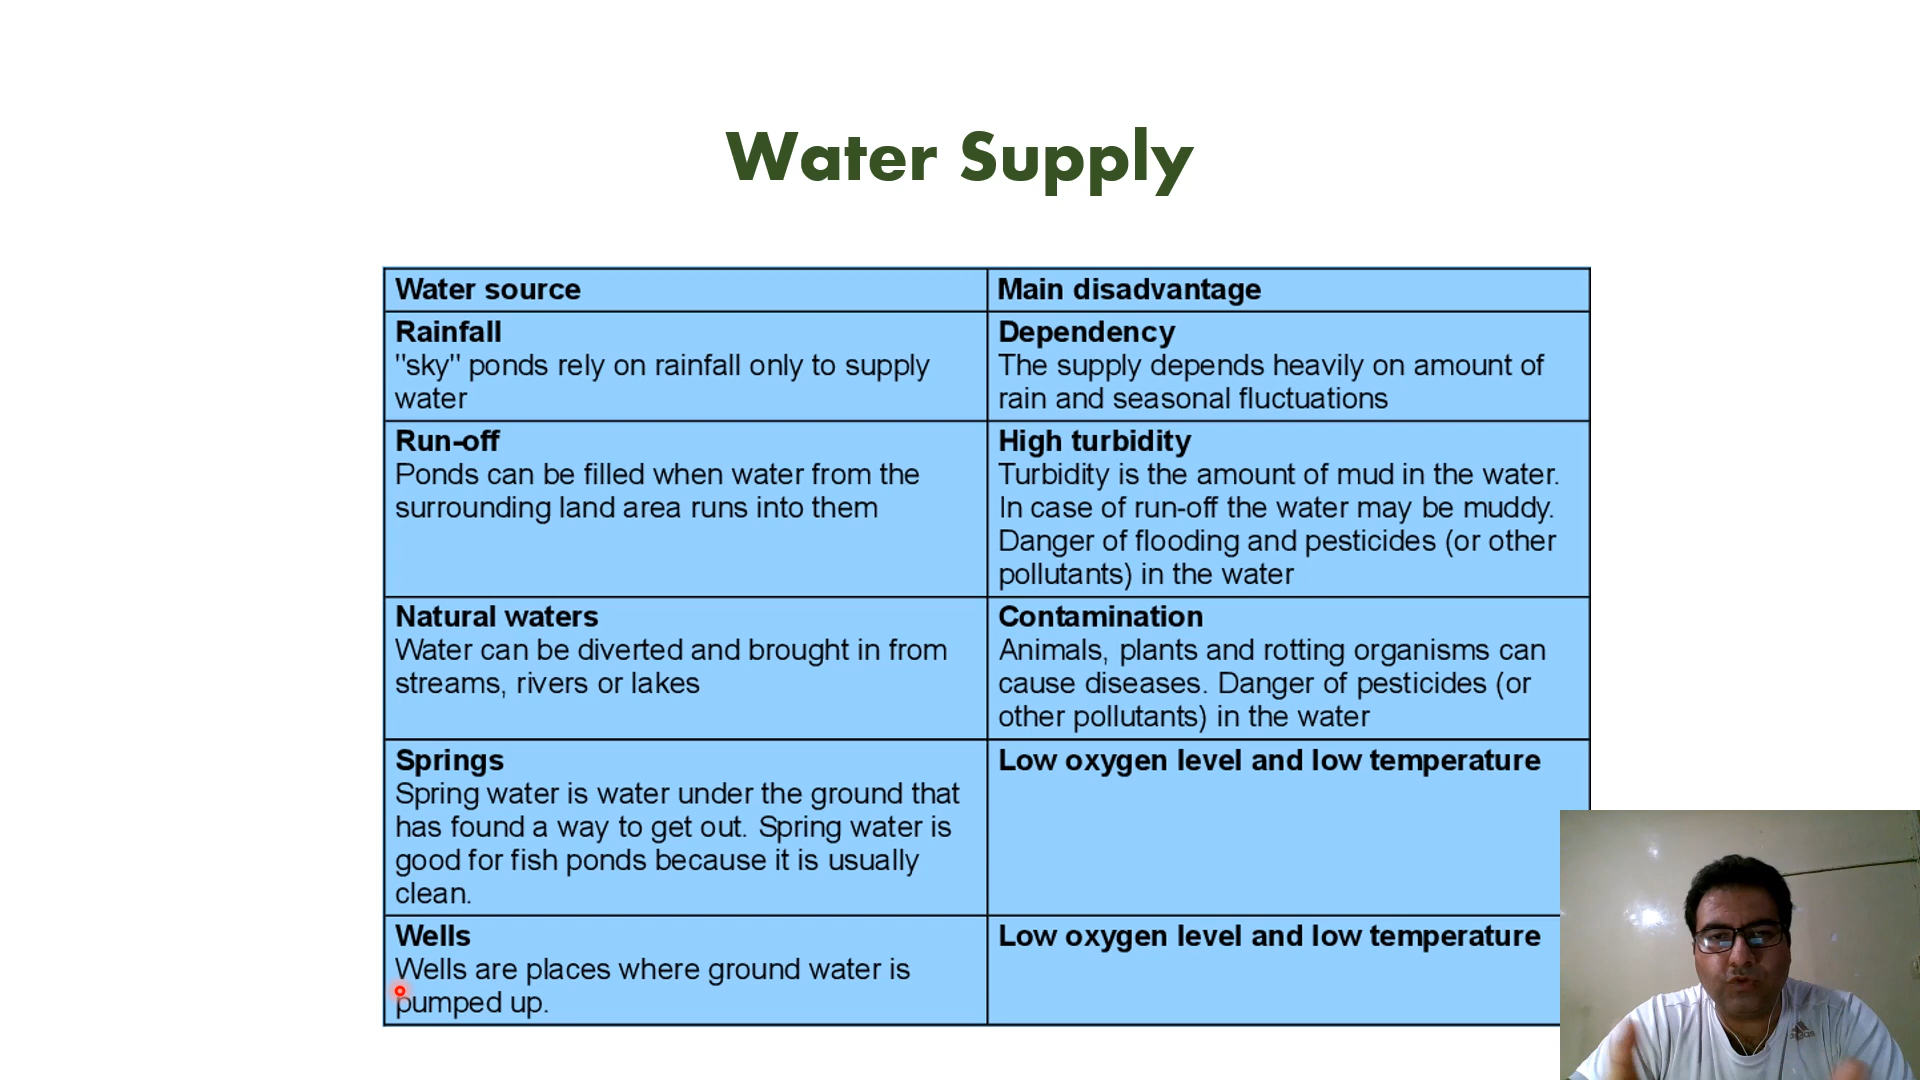 Water Supply
Water source
Main disadvantage
Rainfall
"sky" ponds rely on rainfall only to supply
water
Dependency
The supply depends heavily on amount of
rain and seasonal fluctuations
Run-off
Ponds can be filled when water from the
surrounding land area runs into them
High turbidity
Turbidity is the amount of mud in the water.
In case of run-off the water may be muddy.
Danger of flooding and pesticides (or other
pollutants) in the water
Natural waters
Water can be diverted and brought in from
streams, rivers or lakes
Contamination
Animals, plants and rotting organisms can
cause diseases. Danger of pesticides (or
other pollutants) in the water
Springs
Spring water is water under the ground that
has found a way to get out. Spring water is
good for fish ponds because it is usually
clean.
Low oxygen level and low temperature
Wells
Wells are places where ground water is
pumped up.
Low oxygen level and low temperature